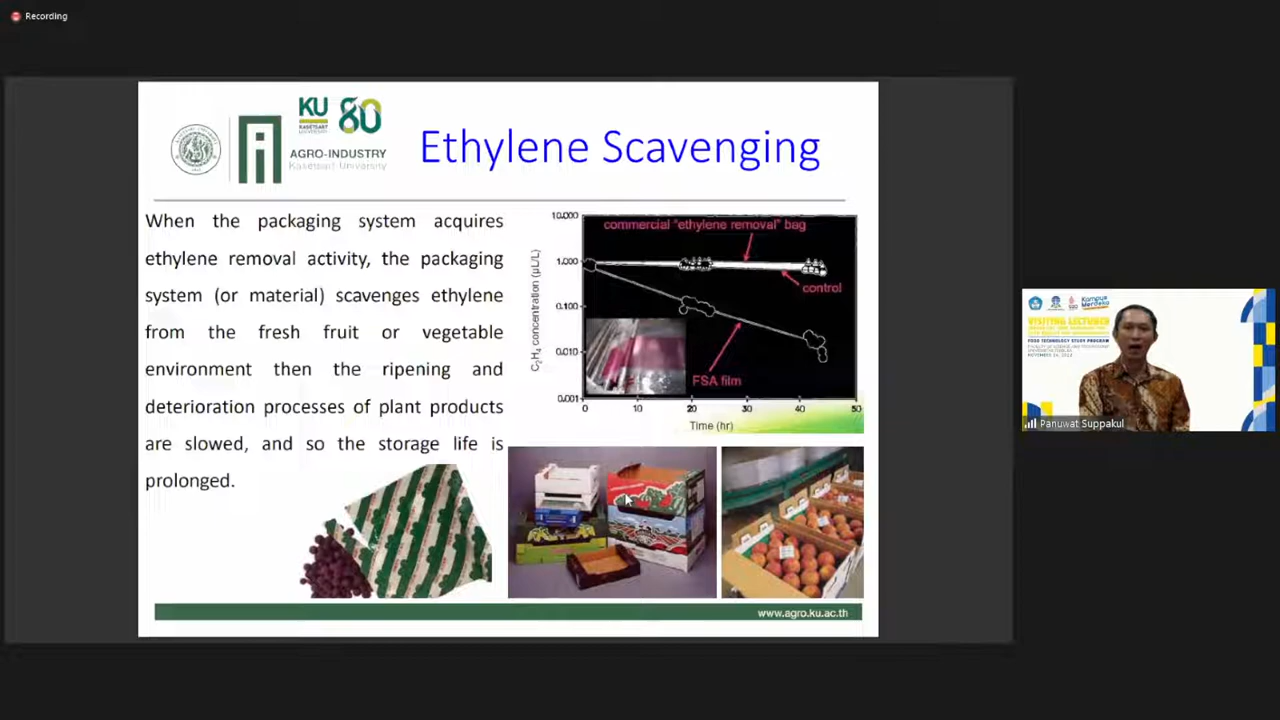 Recording
KU
80
KASETSART
UNIVERSITY
AGRO-INDUSTRY
Kasetsart University
Ethylene Scavenging
When the packaging system acquires
ethylene removal activity, the packaging
system (or material) scavenges ethylene
from the fresh fruit or vegetable
environment then the ripening and
deterioration processes of plant products
are slowed, and so the storage life is
prolonged.
10.000
1.000
0.100
0.010
0.001
C₂H₄ concentration (µL/L)
commercial "ethylene removal" bag
control
FSA film
0 10 20 30 40 50
Time (hr)
www.agro.ku.ac.th
Kampus
Merdeka
VISITING LECTURER
FOOD TECHNOLOGY STUDY PROGRAM
Panuwat Suppakul